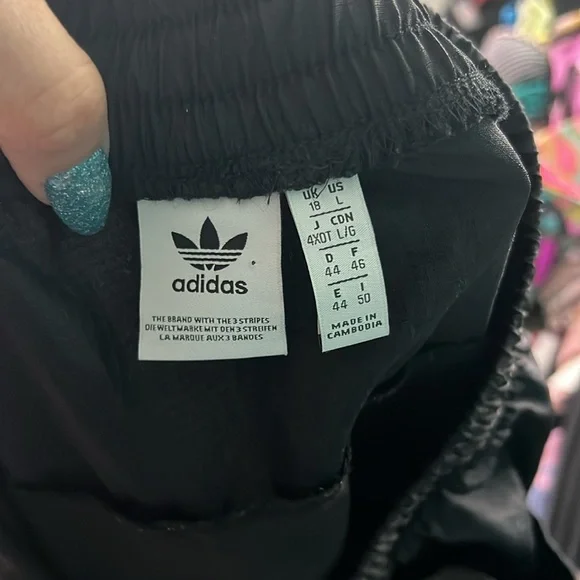 adidas
THE BRAND WITH THE 3 STRIPES
DIE WELTMARKE MIT DEN 3 STREIFEN
LA MARQUE AUX 3 BANDES
UK US
18 L
J CDN
4XOT L/G
D F
44 46
E I
44 50
MADE IN
CAMBODIA